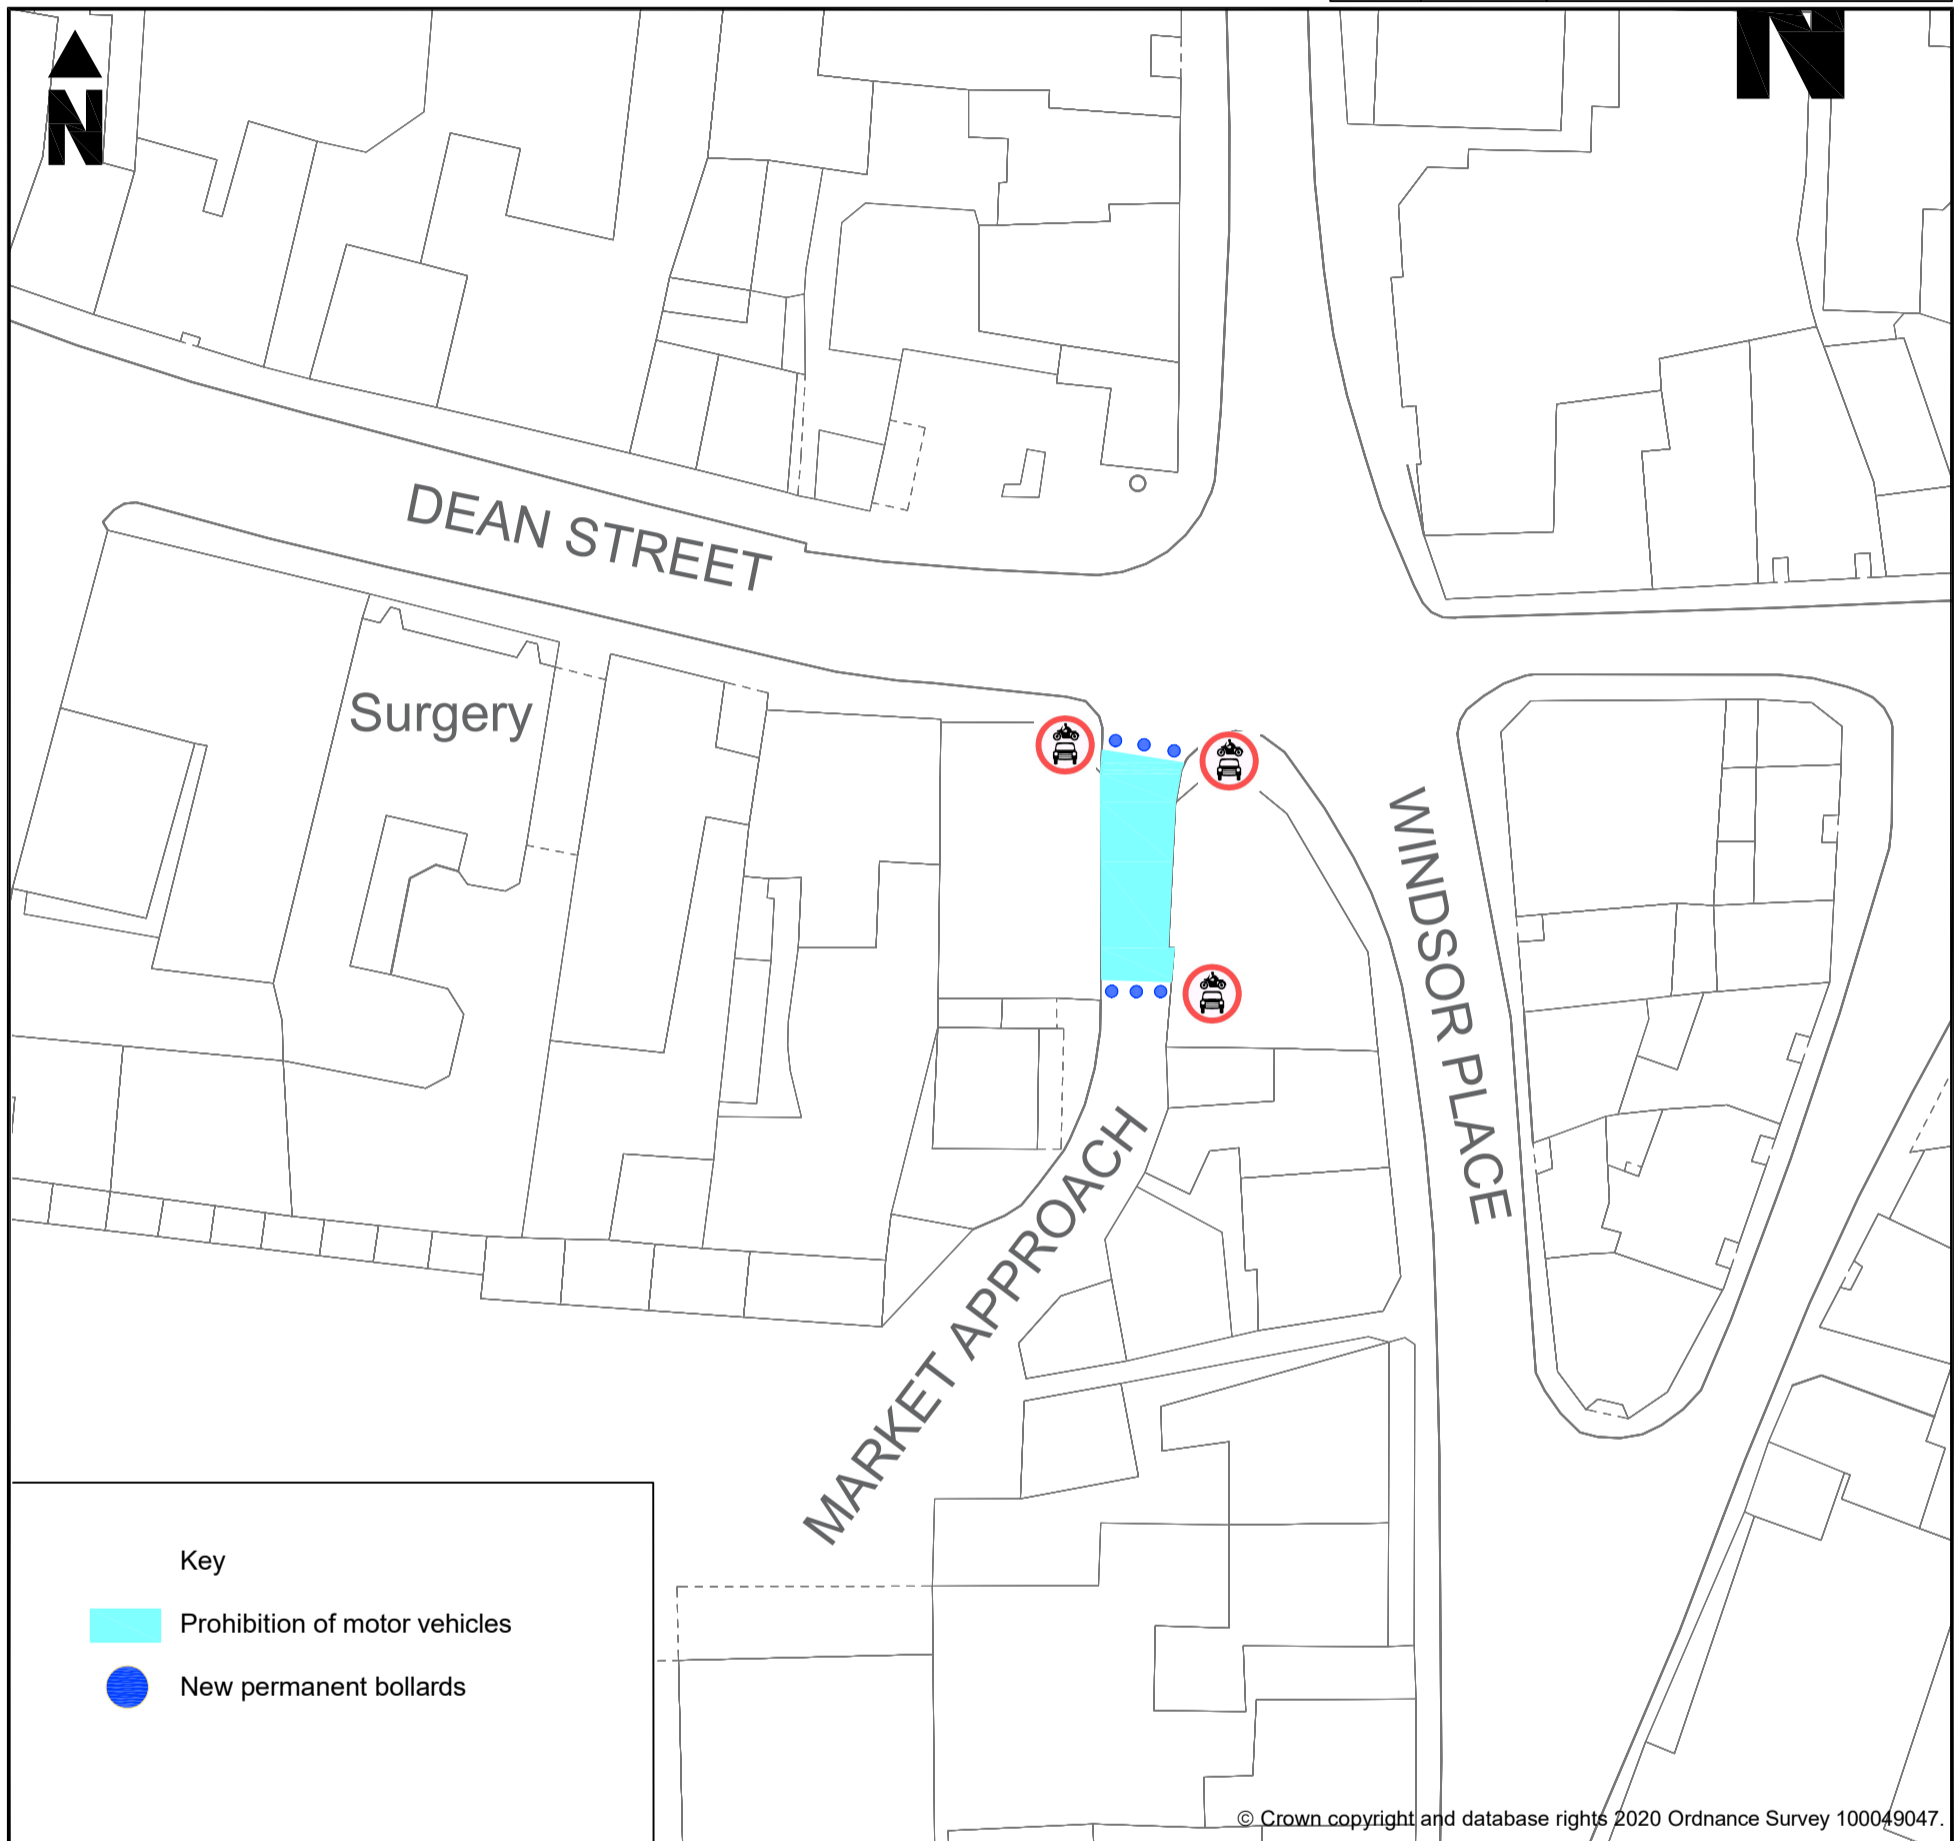 N
N
DEAN STREET
Surgery
WINDSOR PLACE
MARKET APPROACH
Key
Prohibition of motor vehicles
New permanent bollards
© Crown copyright and database rights 2020 Ordnance Survey 100049047.